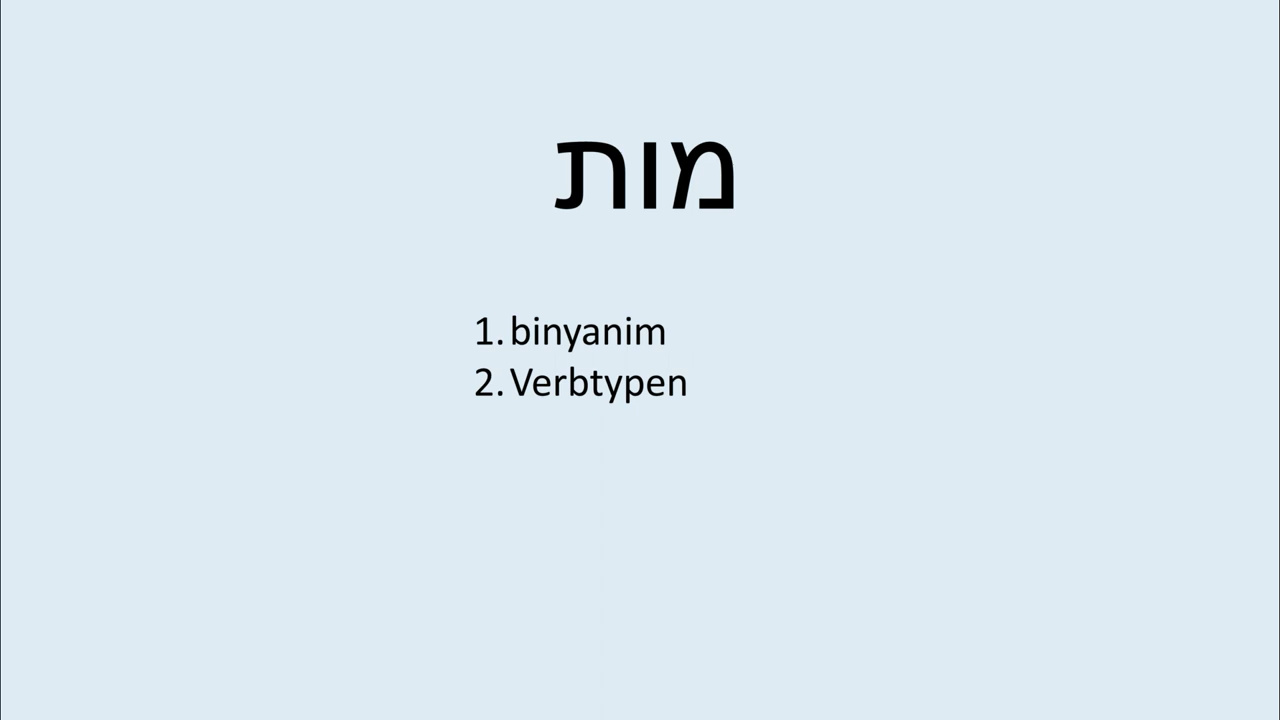 מות
1. binyanim
2. Verbtypen